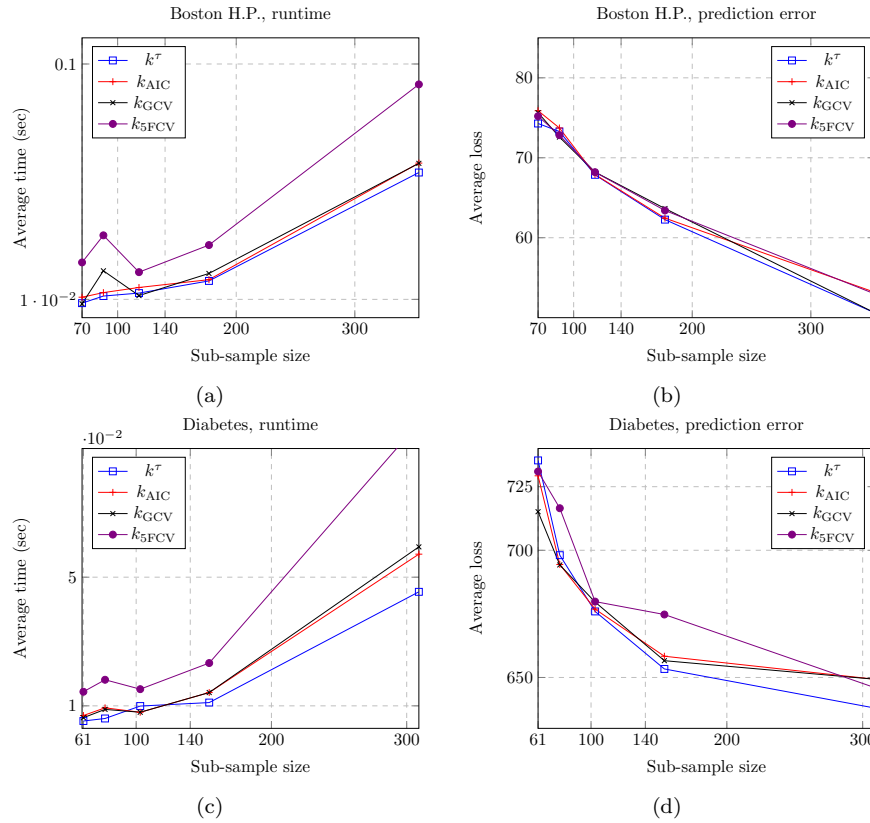 Boston H.P., runtime
0.1
1 · 10⁻²
Average time (sec)
k^τ
k_AIC
k_GCV
k_5FCV
70 100 140 200 300
Sub-sample size
(a)
Boston H.P., prediction error
80
70
60
Average loss
k^τ
k_AIC
k_GCV
k_5FCV
70 100 140 200 300
Sub-sample size
(b)
Diabetes, runtime
·10⁻²
5
1
Average time (sec)
k^τ
k_AIC
k_GCV
k_5FCV
61 100 140 200 300
Sub-sample size
(c)
Diabetes, prediction error
725
700
650
Average loss
k^τ
k_AIC
k_GCV
k_5FCV
61 100 140 200 300
Sub-sample size
(d)